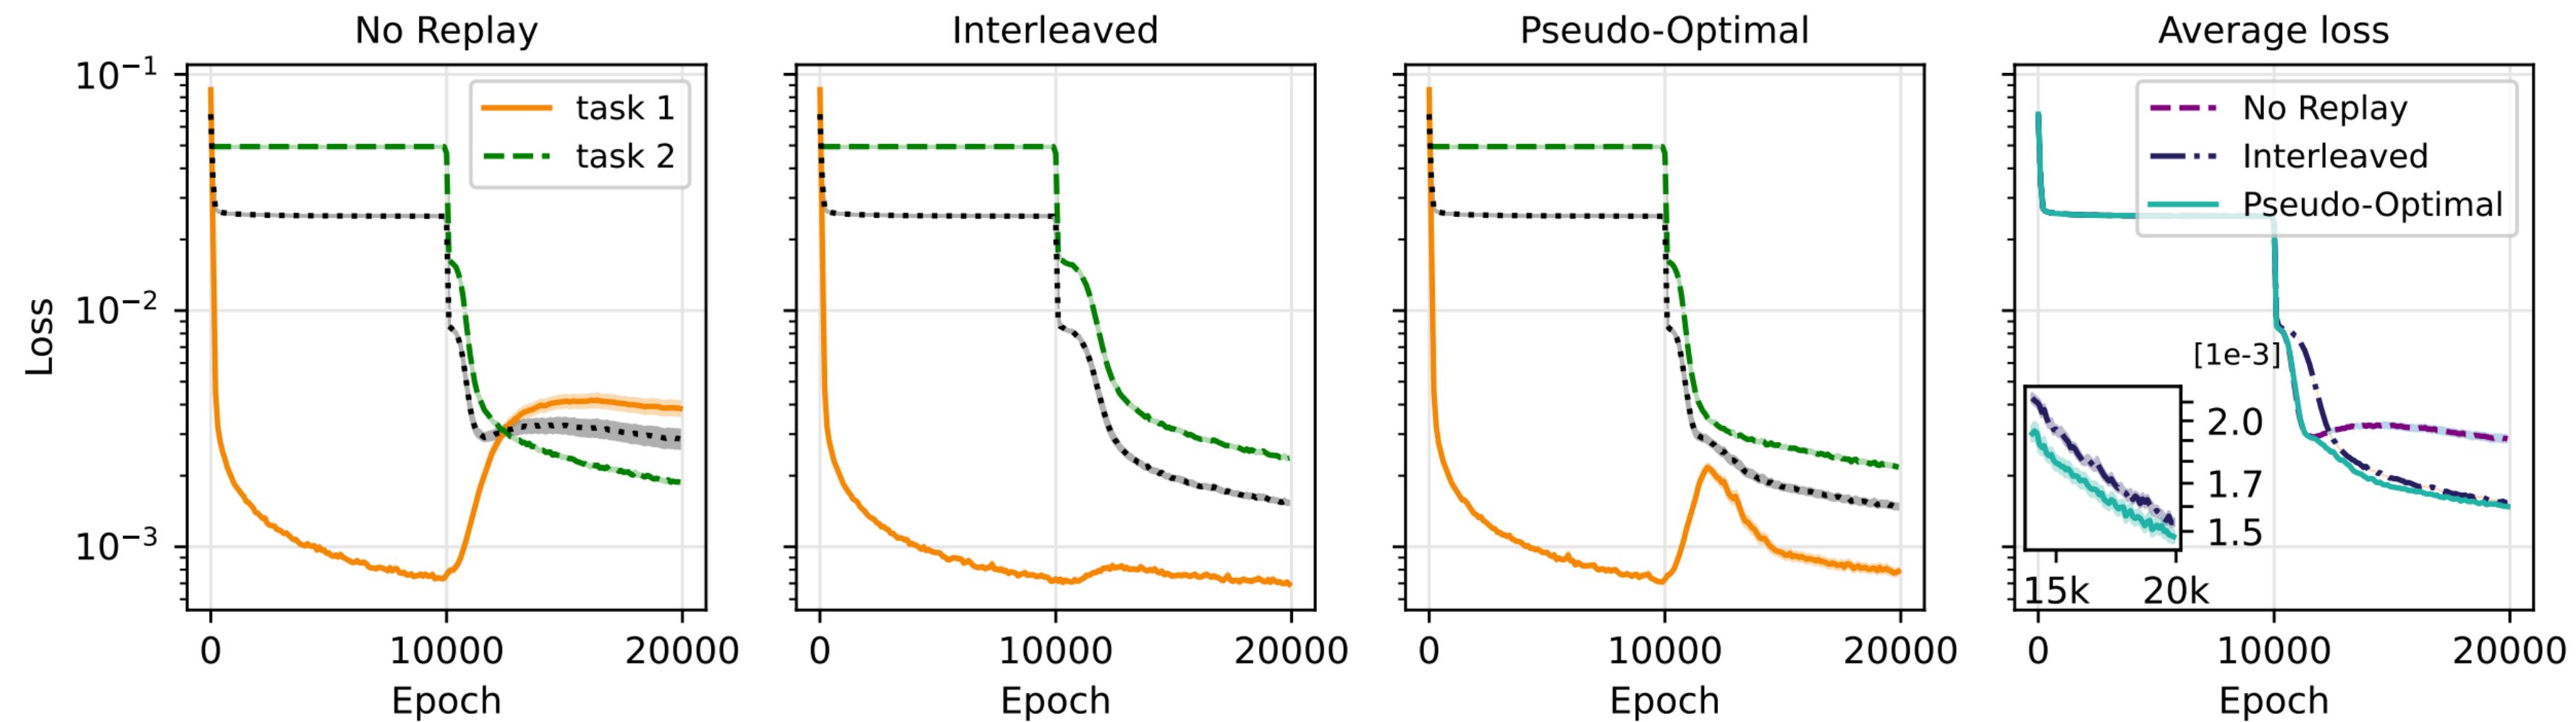 No Replay
Interleaved
Pseudo-Optimal
Average loss
Loss
10⁻¹
10⁻²
10⁻³
task 1
task 2
0 10000 20000
Epoch
0 10000 20000
Epoch
0 10000 20000
Epoch
No Replay
Interleaved
Pseudo-Optimal
[1e-3]
2.0
1.7
1.5
15k 20k
0 10000 20000
Epoch